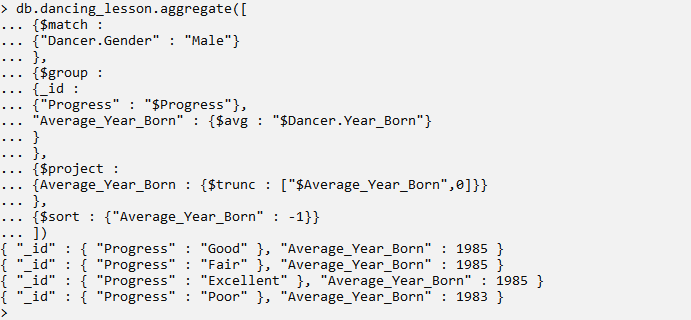 > db.dancing_lesson.aggregate([
... {$match :
... {"Dancer.Gender" : "Male"}
... },
... {$group :
... {_id :
... {"Progress" : "$Progress"},
... "Average_Year_Born" : {$avg : "$Dancer.Year_Born"}
... }
... },
... {$project :
... {Average_Year_Born : {$trunc : ["$Average_Year_Born",0]}}
... },
... {$sort : {"Average_Year_Born" : -1}}
... ])
{ "_id" : { "Progress" : "Good" }, "Average_Year_Born" : 1985 }
{ "_id" : { "Progress" : "Fair" }, "Average_Year_Born" : 1985 }
{ "_id" : { "Progress" : "Excellent" }, "Average_Year_Born" : 1985 }
{ "_id" : { "Progress" : "Poor" }, "Average_Year_Born" : 1983 }
>